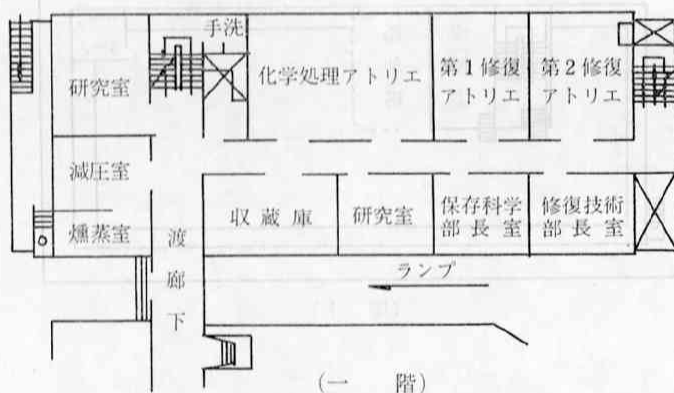 手洗
研究室
化学処理アトリエ
第1修復
アトリエ
第2修復
アトリエ
減圧室
燻蒸室
渡廊下
収蔵庫
研究室
保存科学
部長室
修復技術
部長室
ランプ
(一階)